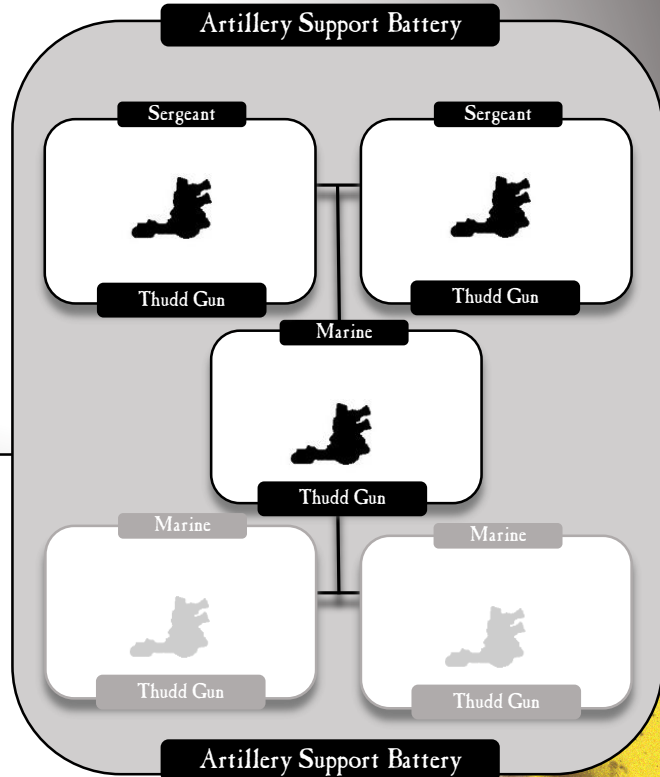 Artillery Support Battery
Sergeant
Sergeant
Thudd Gun
Thudd Gun
Marine
Thudd Gun
Marine
Marine
Thudd Gun
Thudd Gun
Artillery Support Battery